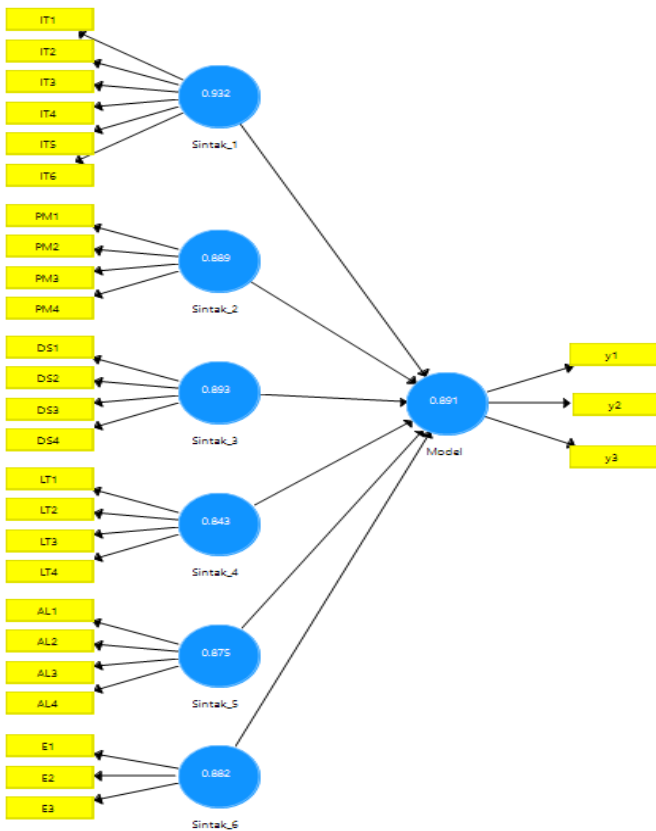 IT1
IT2
IT3
IT4
IT5
IT6
0.932
Sintak_1
PM1
PM2
PM3
PM4
0.889
Sintak_2
DS1
DS2
DS3
DS4
0.893
Sintak_3
LT1
LT2
LT3
LT4
0.843
Sintak_4
AL1
AL2
AL3
AL4
0.875
Sintak_5
E1
E2
E3
0.882
Sintak_6
0.891
Model
y1
y2
y3